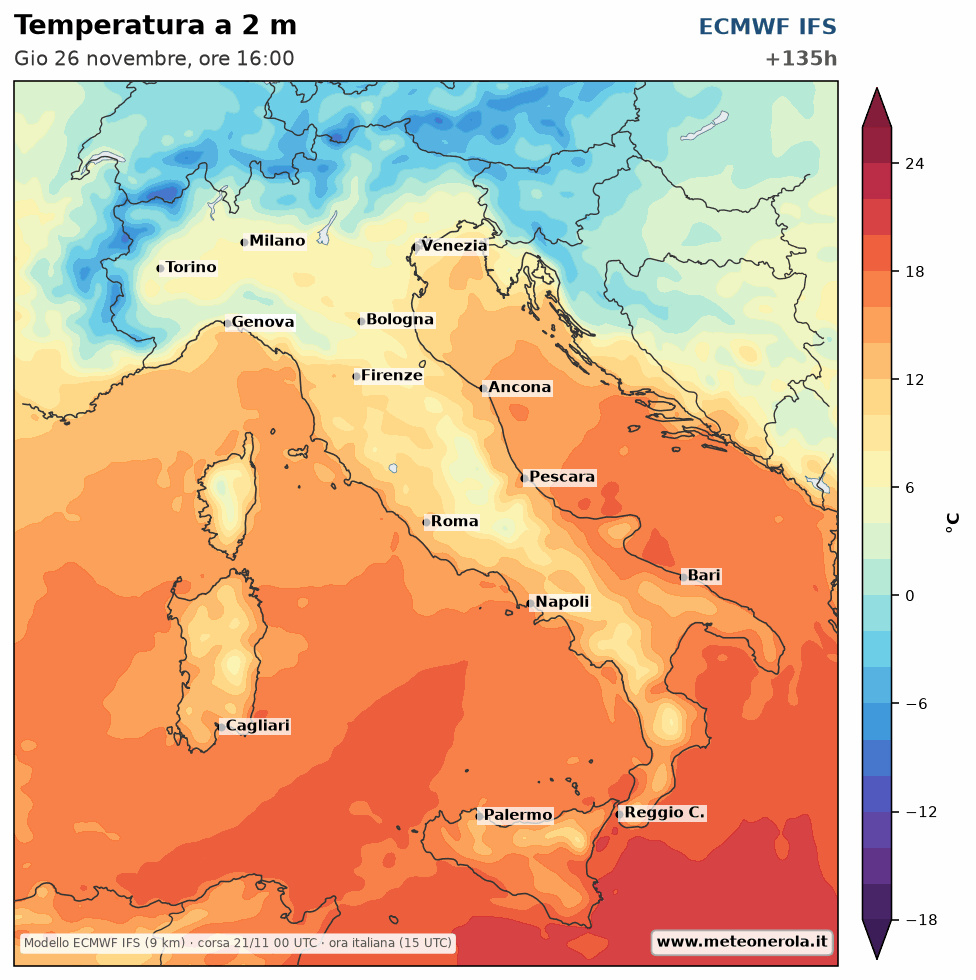 Temperatura a 2 m
ECMWF IFS
Gio 26 novembre, ore 16:00
+135h
Milano
Venezia
Torino
Genova
Bologna
Firenze
Ancona
Pescara
Roma
Bari
Napoli
Cagliari
Palermo
Reggio C.
24
18
12
6
0
−6
−12
−18
°C
Modello ECMWF IFS (9 km) · corsa 21/11 00 UTC · ora italiana (15 UTC)
www.meteonerola.it